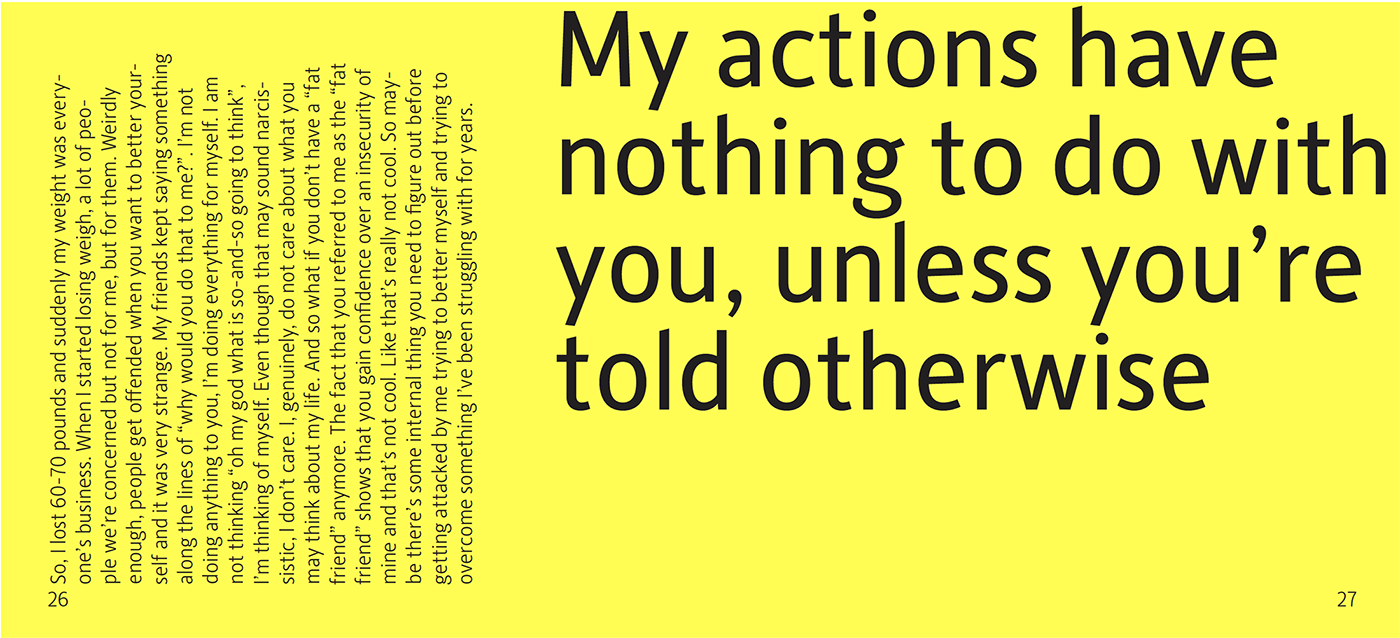 So, I lost 60-70 pounds and suddenly my weight was every-
one's business. When I started losing weigh, a lot of peo-
ple we're concerned but not for me, but for them. Weirdly
enough, people get offended when you want to better your-
self and it was very strange. My friends kept saying something
along the lines of “why would you do that to me?”. I'm not
doing anything to you, I'm doing everything for myself. I am
not thinking “oh my god what is so-and-so going to think”,
I'm thinking of myself. Even though that may sound narcis-
sistic, I don't care. I, genuinely, do not care about what you
may think about my life. And so what if you don't have a “fat
friend” anymore. The fact that you referred to me as the “fat
friend” shows that you gain confidence over an insecurity of
mine and that's not cool. Like that's really not cool. So may-
be there's some internal thing you need to figure out before
getting attacked by me trying to better myself and trying to
overcome something I've been struggling with for years.
26
My actions have
nothing to do with
you, unless you’re
told otherwise
27